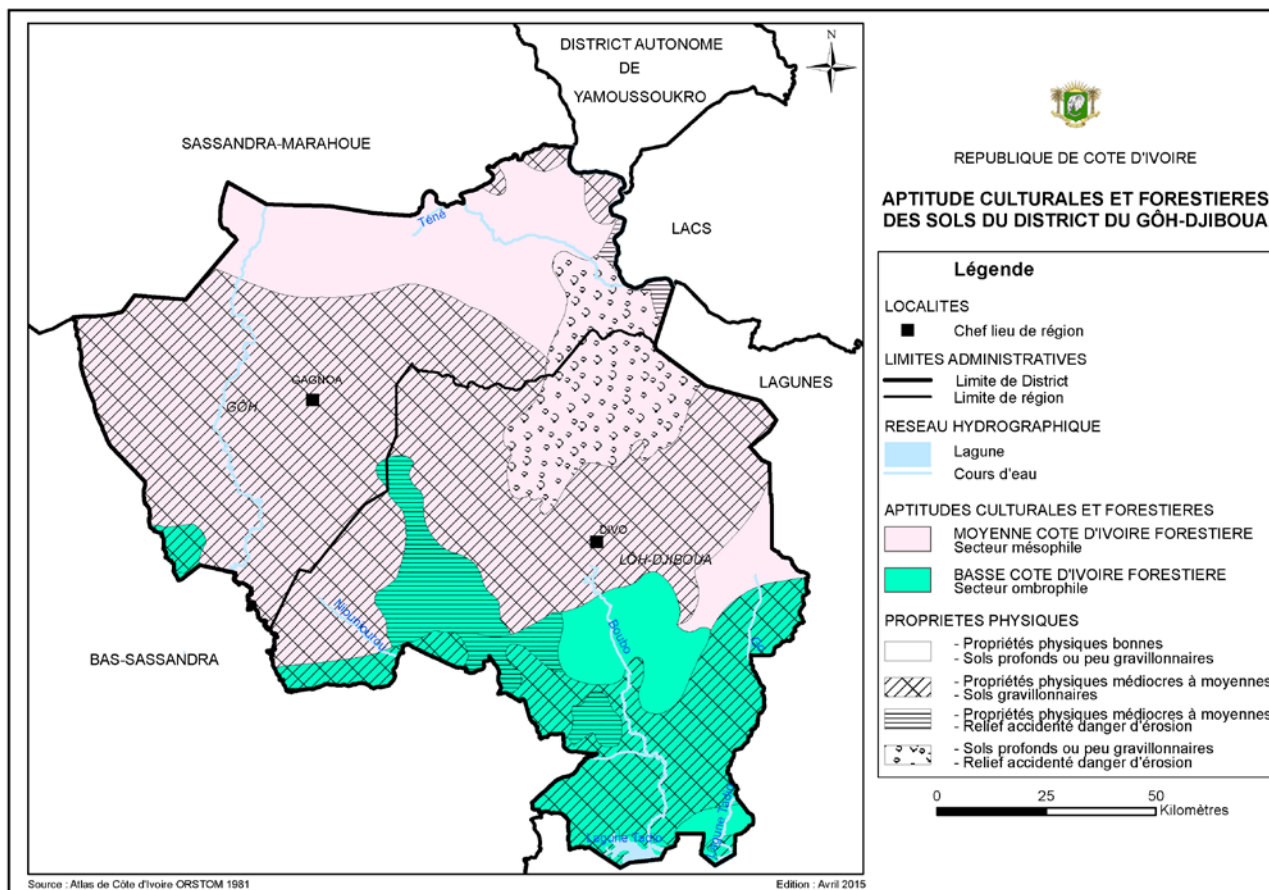 DISTRICT AUTONOME
DE
YAMOUSSOUKRO
N
SASSANDRA-MARAHOUE
LACS
LAGUNES
BAS-SASSANDRA
Téné
GAGNOA
GÔH
DIVO
LÔH-DJIBOUA
Bouho
Lagune Tadio
Lagune Tadio
Source : Atlas de Côte d'Ivoire ORSTOM 1981
Edition : Avril 2015
REPUBLIQUE DE COTE D'IVOIRE
APTITUDE CULTURALES ET FORESTIERES
DES SOLS DU DISTRICT DU GÔH-DJIBOUA
Légende
LOCALITES
Chef lieu de région
LIMITES ADMINISTRATIVES
Limite de District
Limite de région
RESEAU HYDROGRAPHIQUE
Lagune
Cours d'eau
APTITUDES CULTURALES ET FORESTIERES
MOYENNE COTE D'IVOIRE FORESTIERE
Secteur mésophile
BASSE COTE D'IVOIRE FORESTIERE
Secteur ombrophile
PROPRIETES PHYSIQUES
- Propriétés physiques bonnes
- Sols profonds ou peu gravillonnaires
- Propriétés physiques médiocres à moyennes
- Sols gravillonnaires
- Propriétés physiques médiocres à moyennes
- Relief accidenté danger d'érosion
- Sols profonds ou peu gravillonnaires
- Relief accidenté danger d'érosion
0 25 50
Kilomètres